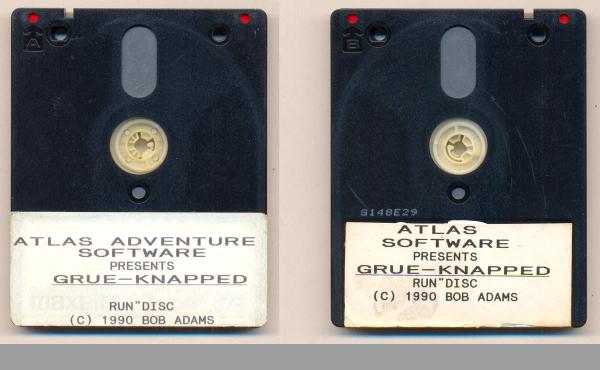 A
ATLAS ADVENTURE
SOFTWARE
PRESENTS
GRUE-KNAPPED
RUN"DISC
(C) 1990 BOB ADAMS
B
G148E29
ATLAS
SOFTWARE
PRESENTS
GRUE-KNAPPED
RUN"DISC
(C) 1990 BOB ADAMS